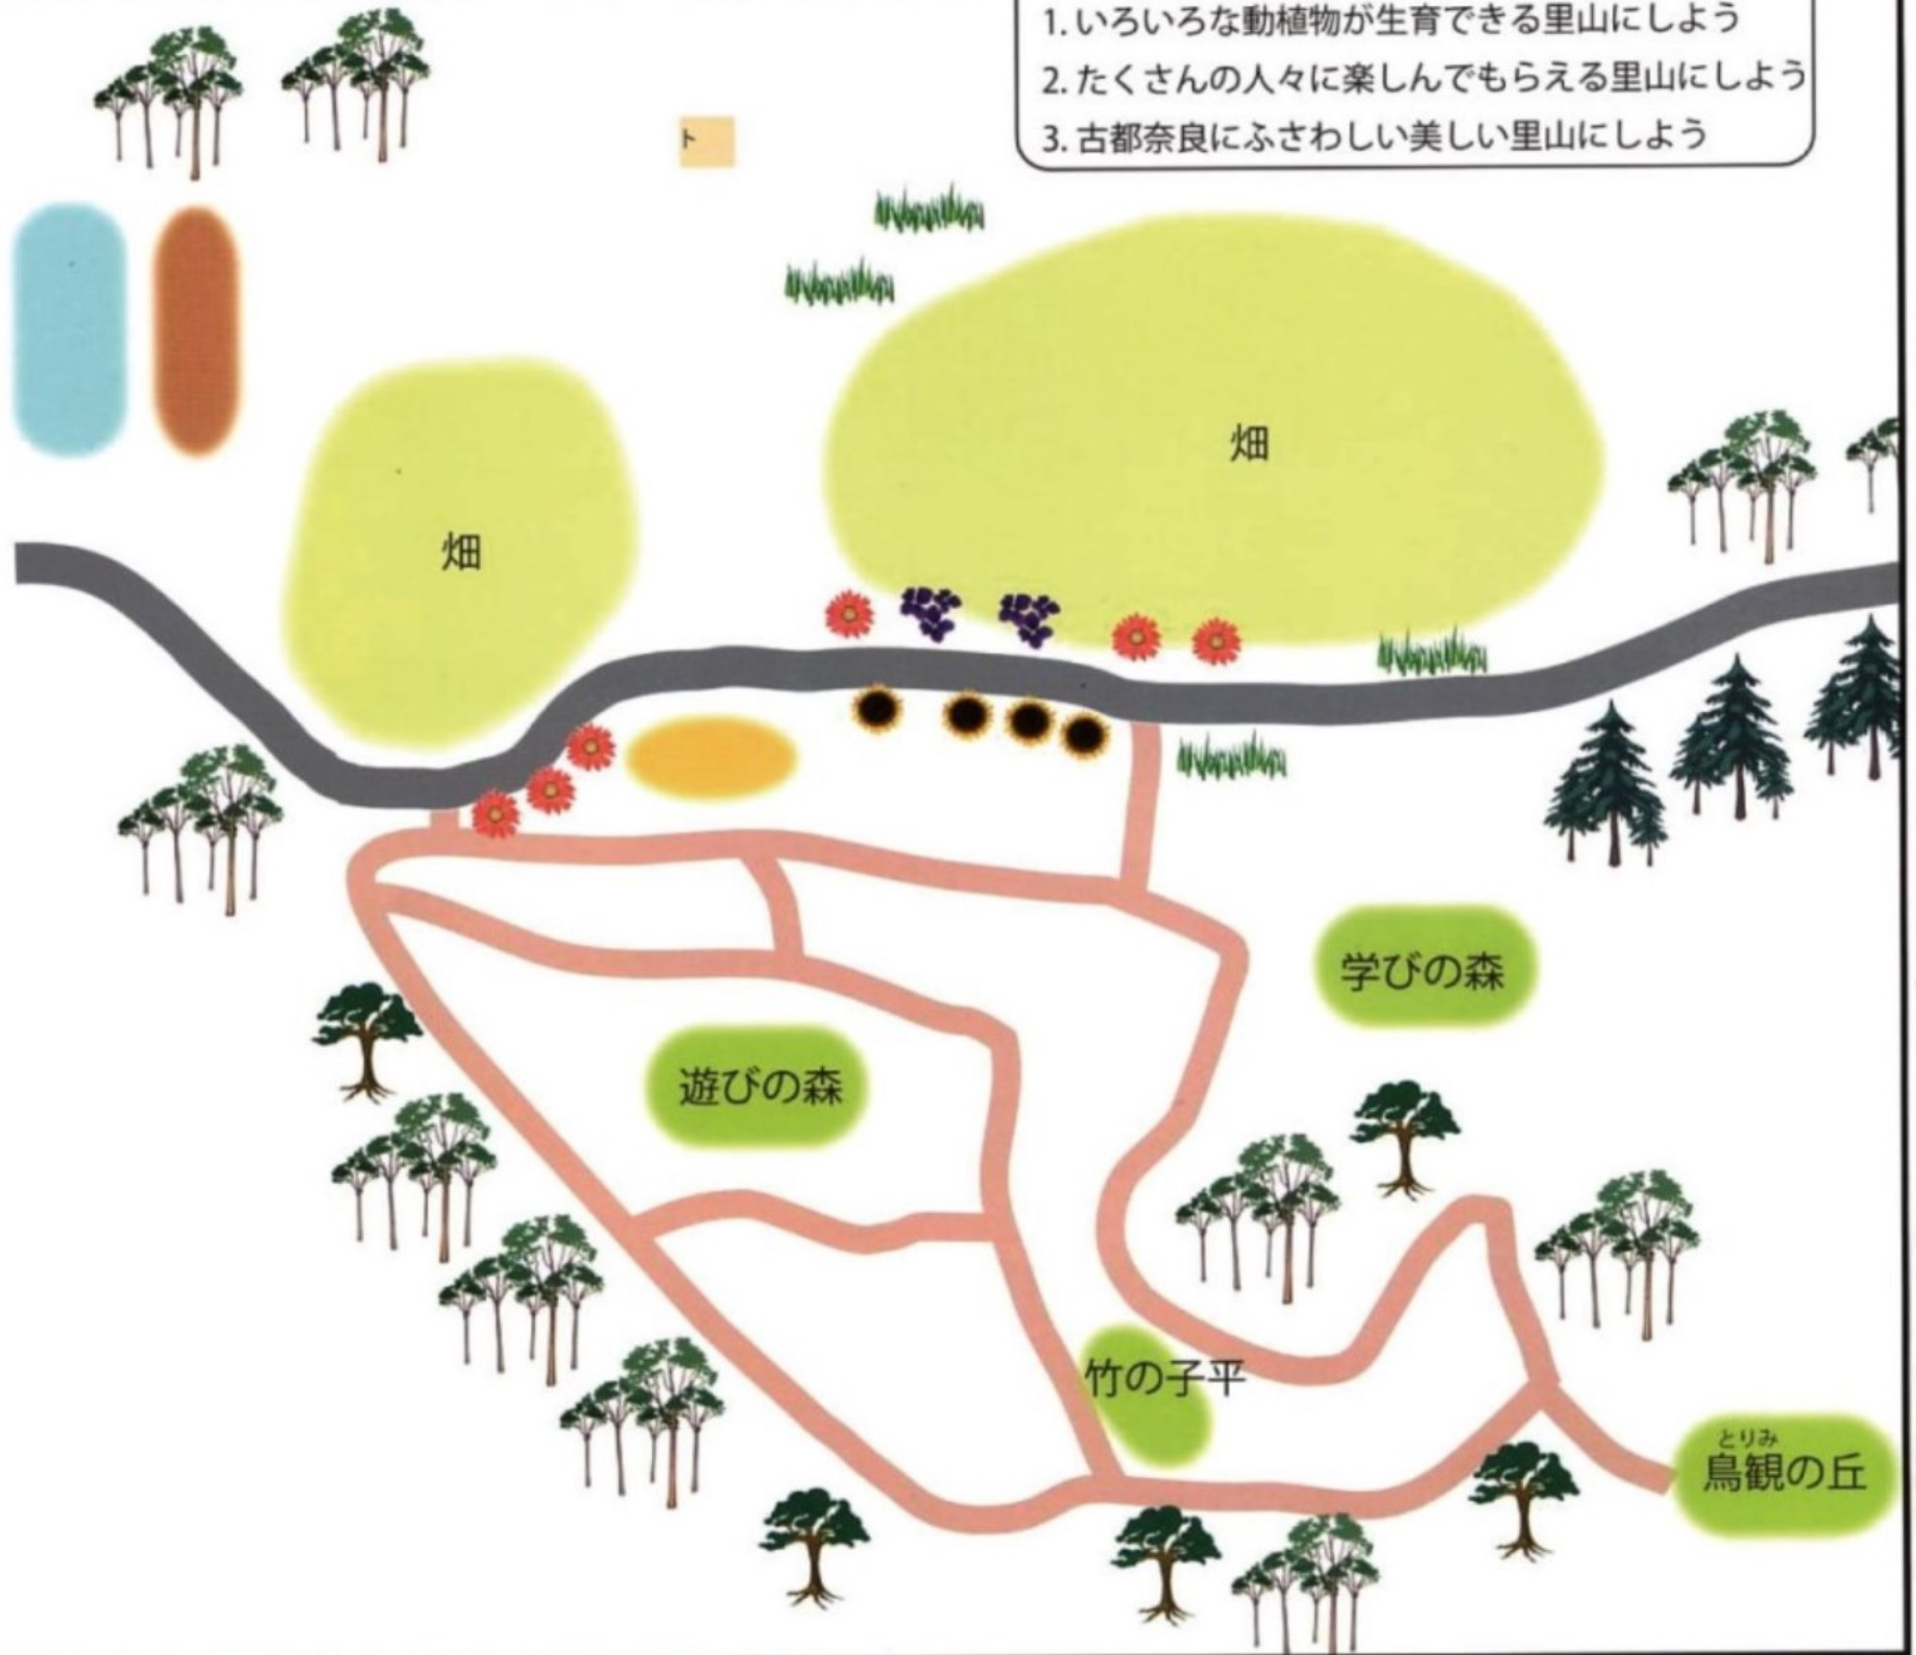 1. いろいろな動植物が生育できる里山にしよう
2. たくさんの人々に楽しんでもらえる里山にしよう
3. 古都奈良にふさわしい美しい里山にしよう
ト
畑
畑
学びの森
遊びの森
竹の子平
とりみ
鳥観の丘